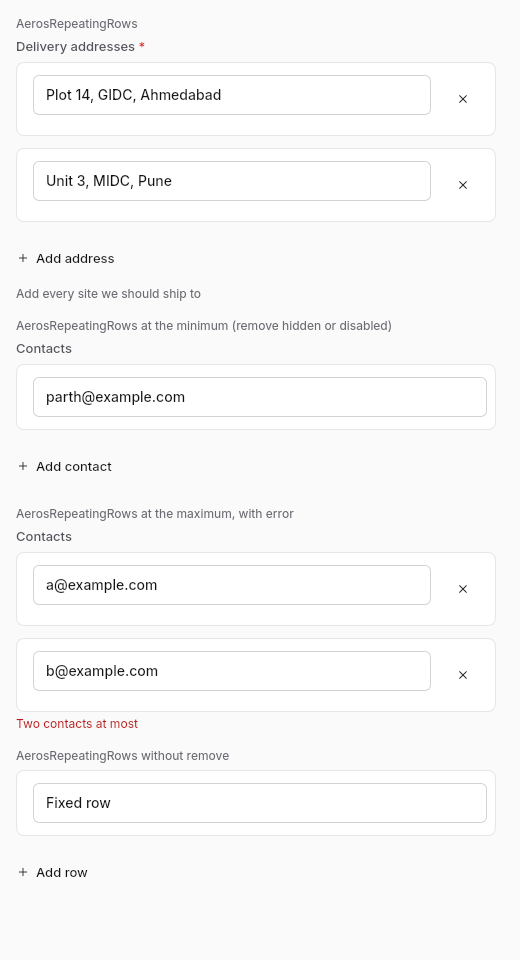 AerosRepeatingRows
Delivery addresses *
Plot 14, GIDC, Ahmedabad
Unit 3, MIDC, Pune
Add address
Add every site we should ship to
AerosRepeatingRows at the minimum (remove hidden or disabled)
Contacts
parth@example.com
Add contact
AerosRepeatingRows at the maximum, with error
Contacts
a@example.com
b@example.com
Two contacts at most
AerosRepeatingRows without remove
Fixed row
Add row